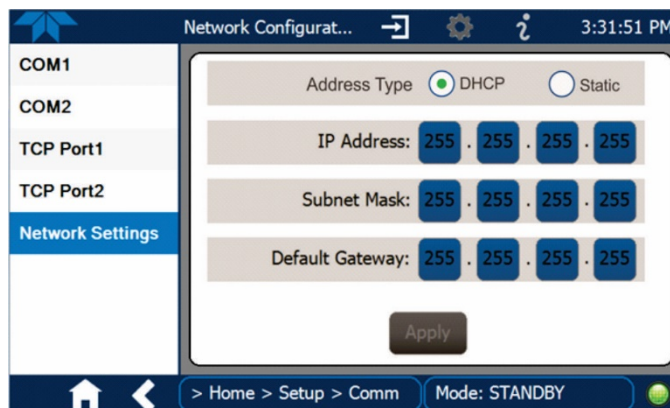 Network Configurat... 3:31:51 PM
COM1
COM2
TCP Port1
TCP Port2
Network Settings
Address Type DHCP Static
IP Address: 255 . 255 . 255 . 255
Subnet Mask: 255 . 255 . 255 . 255
Default Gateway: 255 . 255 . 255 . 255
Apply
> Home > Setup > Comm Mode: STANDBY